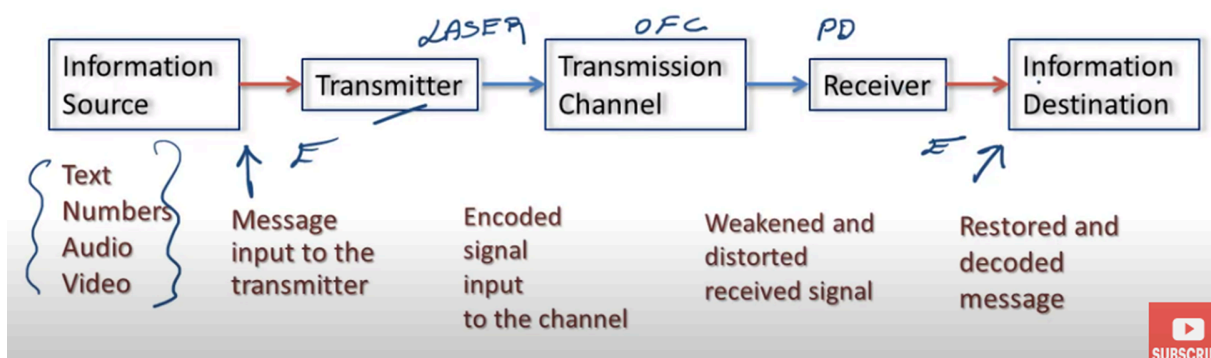 LASER OFC PD
Information
Source
Transmitter
Transmission
Channel
Receiver
Information
Destination
E
E
Text
Numbers
Audio
Video
Message
input to the
transmitter
Encoded
signal
input
to the channel
Weakened and
distorted
received signal
Restored and
decoded
message
SUBSCRI